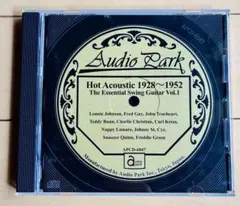 Audio Park
Hot Acoustic 1928～1952
The Essential Swing Guitar Vol.1
Lonnie Johnson, Fred Guy, John Trueheart,
Teddy Bunn, Charlie Christian, Carl Kress,
Nappy Lamare, Johnny St. Cyr,
Snoozer Quinn, Freddie Green
APCD-6047
a
Manufactured by Audio Park Inc., Tokyo, Japan.